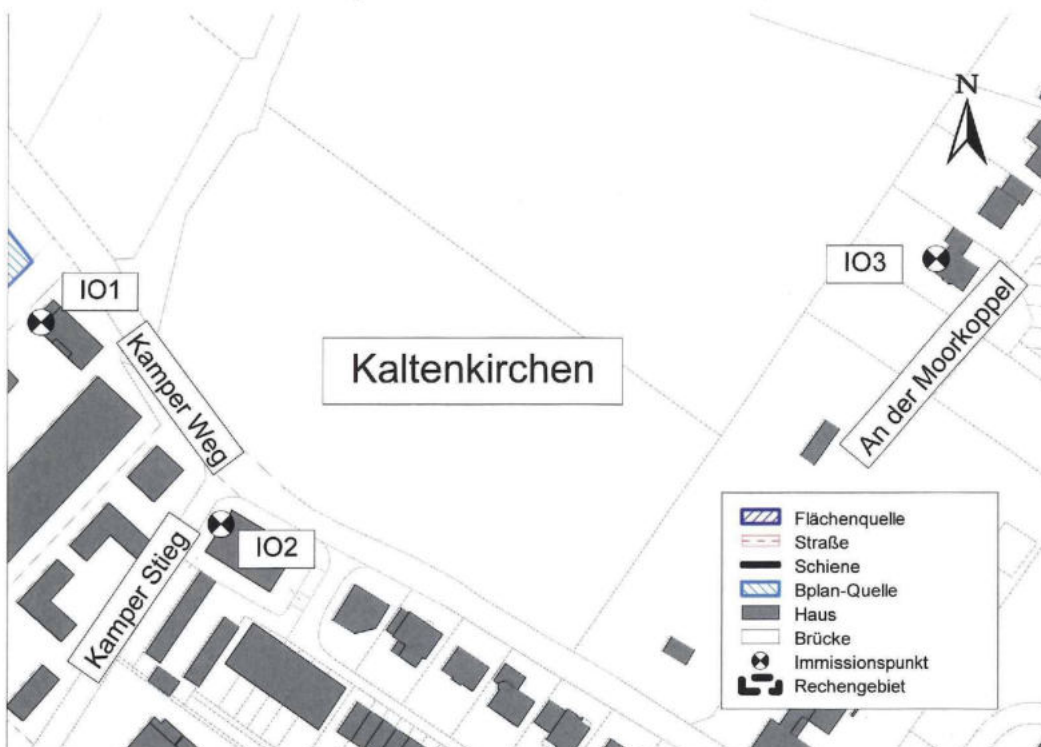 N
IO1
IO3
Kamper Weg
Kaltenkirchen
An der Moorkoppel
IO2
Kamper Stieg
Flächenquelle
Straße
Schiene
Bplan-Quelle
Haus
Brücke
Immissionspunkt
Rechengebiet